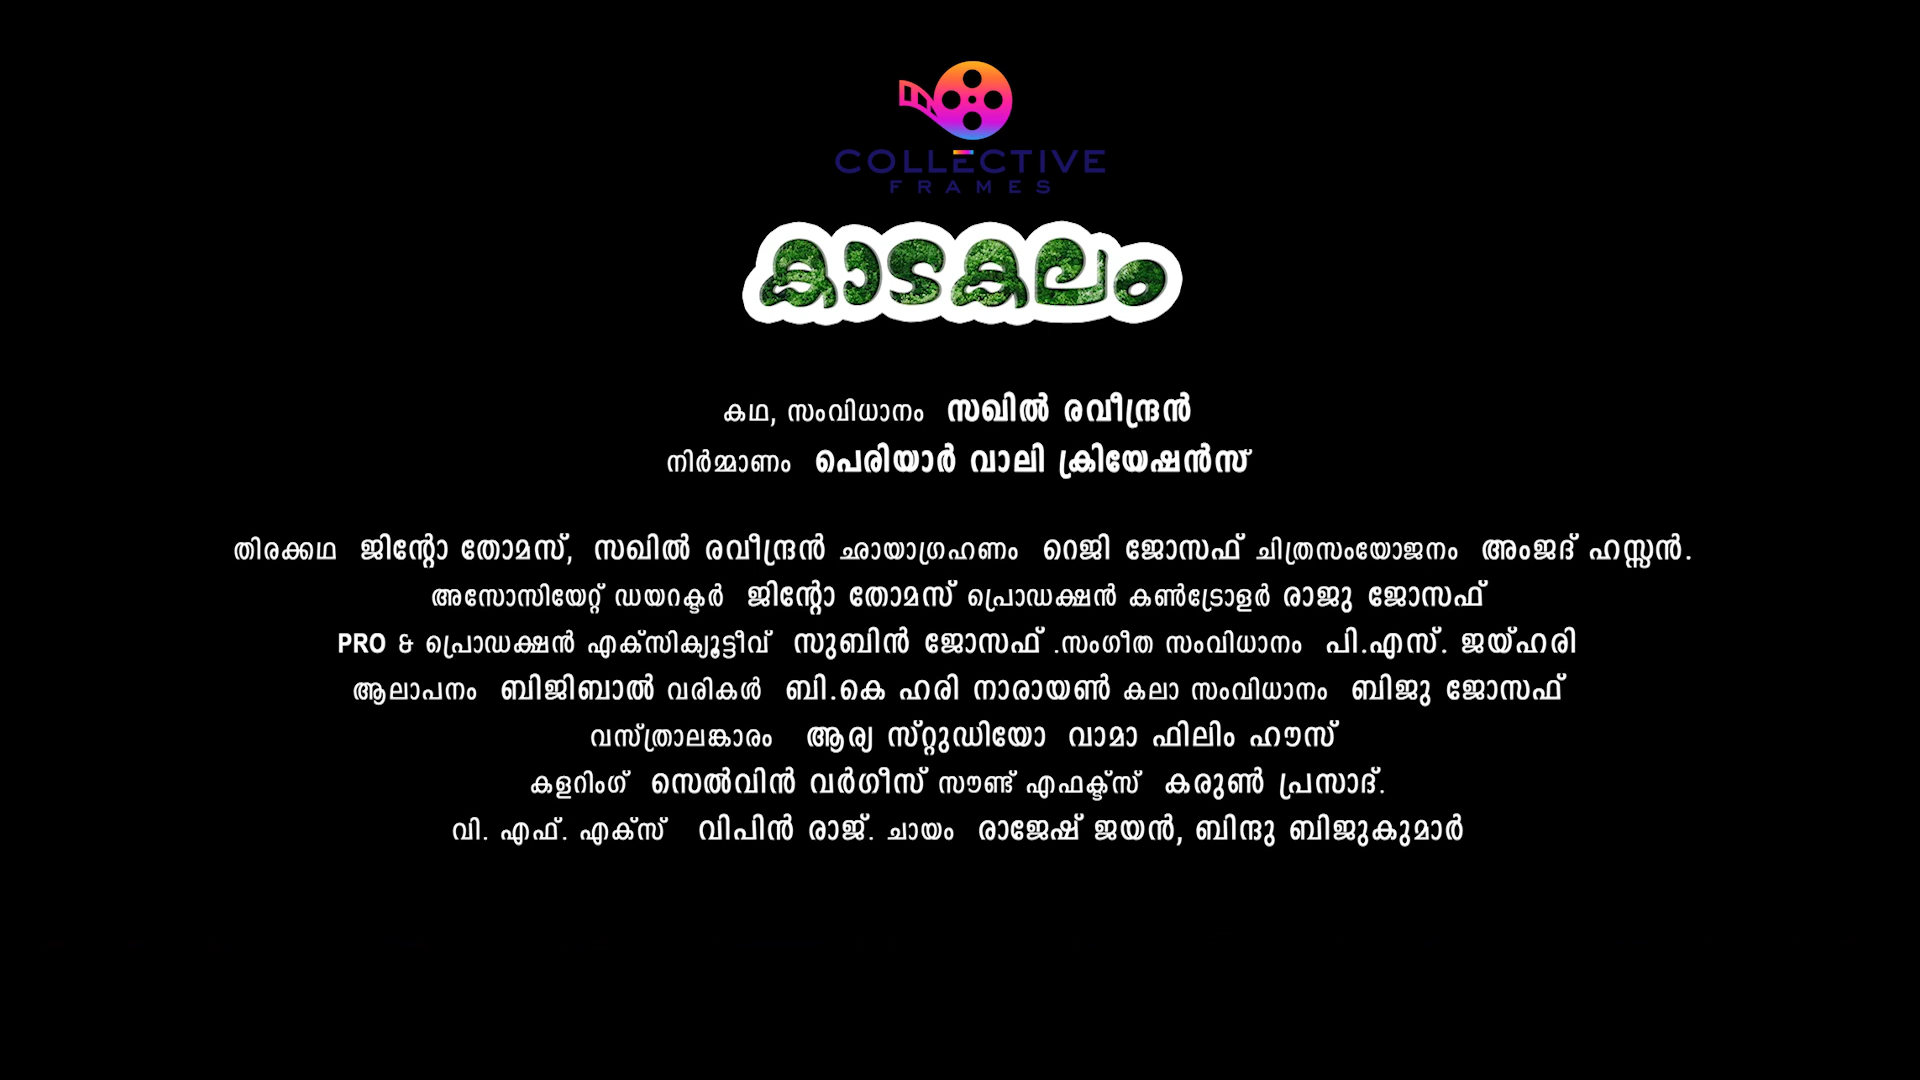 COLLECTIVE
FRAMES
കാടകലം
കഥ, സംവിധാനം സഖിൽ രവീന്ദ്രൻ
നിർമ്മാണം പെരിയാർ വാലി ക്രിയേഷൻസ്
തിരക്കഥ ജിന്റോ തോമസ്, സഖിൽ രവീന്ദ്രൻ ഛായാഗ്രഹണം റെജി ജോസഫ് ചിത്രസംയോജനം അംജദ് ഹസ്സൻ.
അസോസിയേറ്റ് ഡയറക്ടർ ജിന്റോ തോമസ് പ്രൊഡക്ഷൻ കൺട്രോളർ രാജു ജോസഫ്
PRO & പ്രൊഡക്ഷൻ എക്സിക്യൂട്ടീവ് സുബിൻ ജോസഫ് .സംഗീത സംവിധാനം പി.എസ്. ജയ്ഹരി
ആലാപനം ബിജിബാൽ വരികൾ ബി.കെ ഹരി നാരായൺ കലാ സംവിധാനം ബിജു ജോസഫ്
വസ്ത്രാലങ്കാരം ആര്യ സ്റ്റുഡിയോ വാമാ ഫിലിം ഹൗസ്
കളറിംഗ് സെൽവിൻ വർഗീസ് സൗണ്ട് എഫക്ട്സ് കരുൺ പ്രസാദ്.
വി. എഫ്. എക്സ് വിപിൻ രാജ്. ചായം രാജേഷ് ജയൻ, ബിന്ദു ബിജുകുമാർ